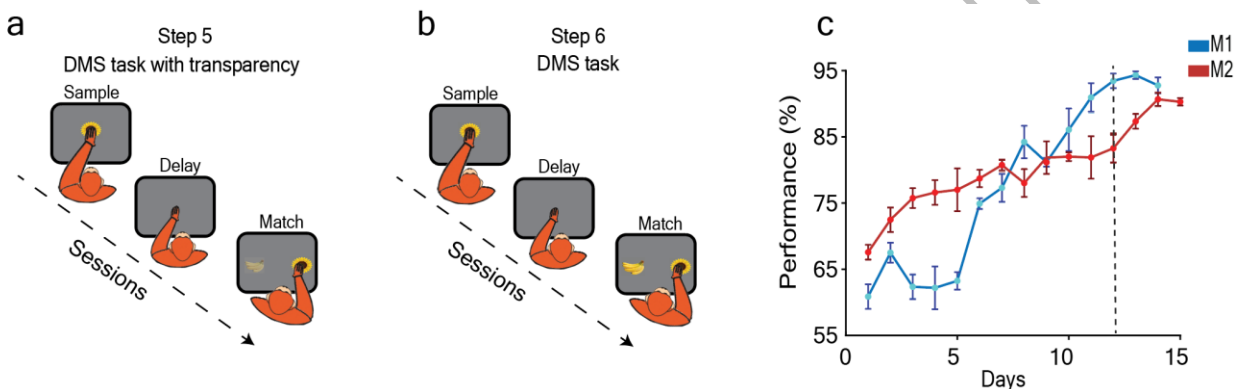 a
Step 5
DMS task with transparency
Sample
Delay
Match
Sessions
b
Step 6
DMS task
Sample
Delay
Match
Sessions
c
M1
M2
Performance (%)
95
85
75
65
55
0
5
10
15
Days